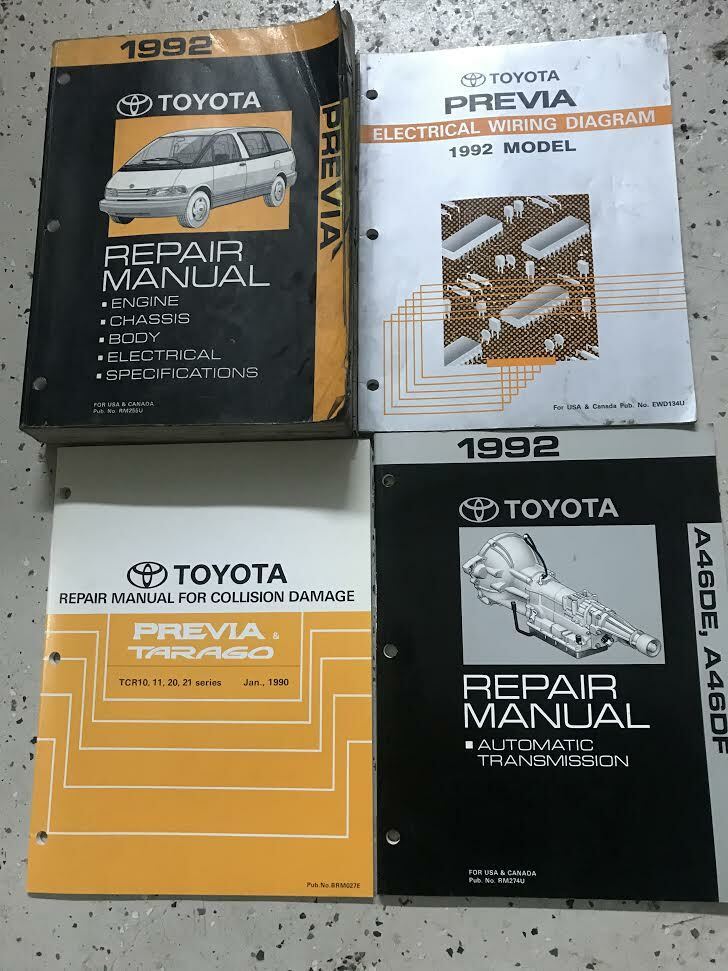 1992
TOYOTA
PREVIA
REPAIR
MANUAL
▪ ENGINE
▪ CHASSIS
▪ BODY
▪ ELECTRICAL
▪ SPECIFICATIONS
FOR USA & CANADA
Pub. No. RM255U
TOYOTA
PREVIA
ELECTRICAL WIRING DIAGRAM
1992 MODEL
For USA & Canada Pub. No. EWD134U
TOYOTA
REPAIR MANUAL FOR COLLISION DAMAGE
PREVIA &
TARAGO
TCR10, 11, 20, 21 series Jan., 1990
Pub.No.BRM027E
1992
TOYOTA
A46DE, A46DF
REPAIR
MANUAL
▪ AUTOMATIC
TRANSMISSION
FOR USA & CANADA
Pub. No. RM274U